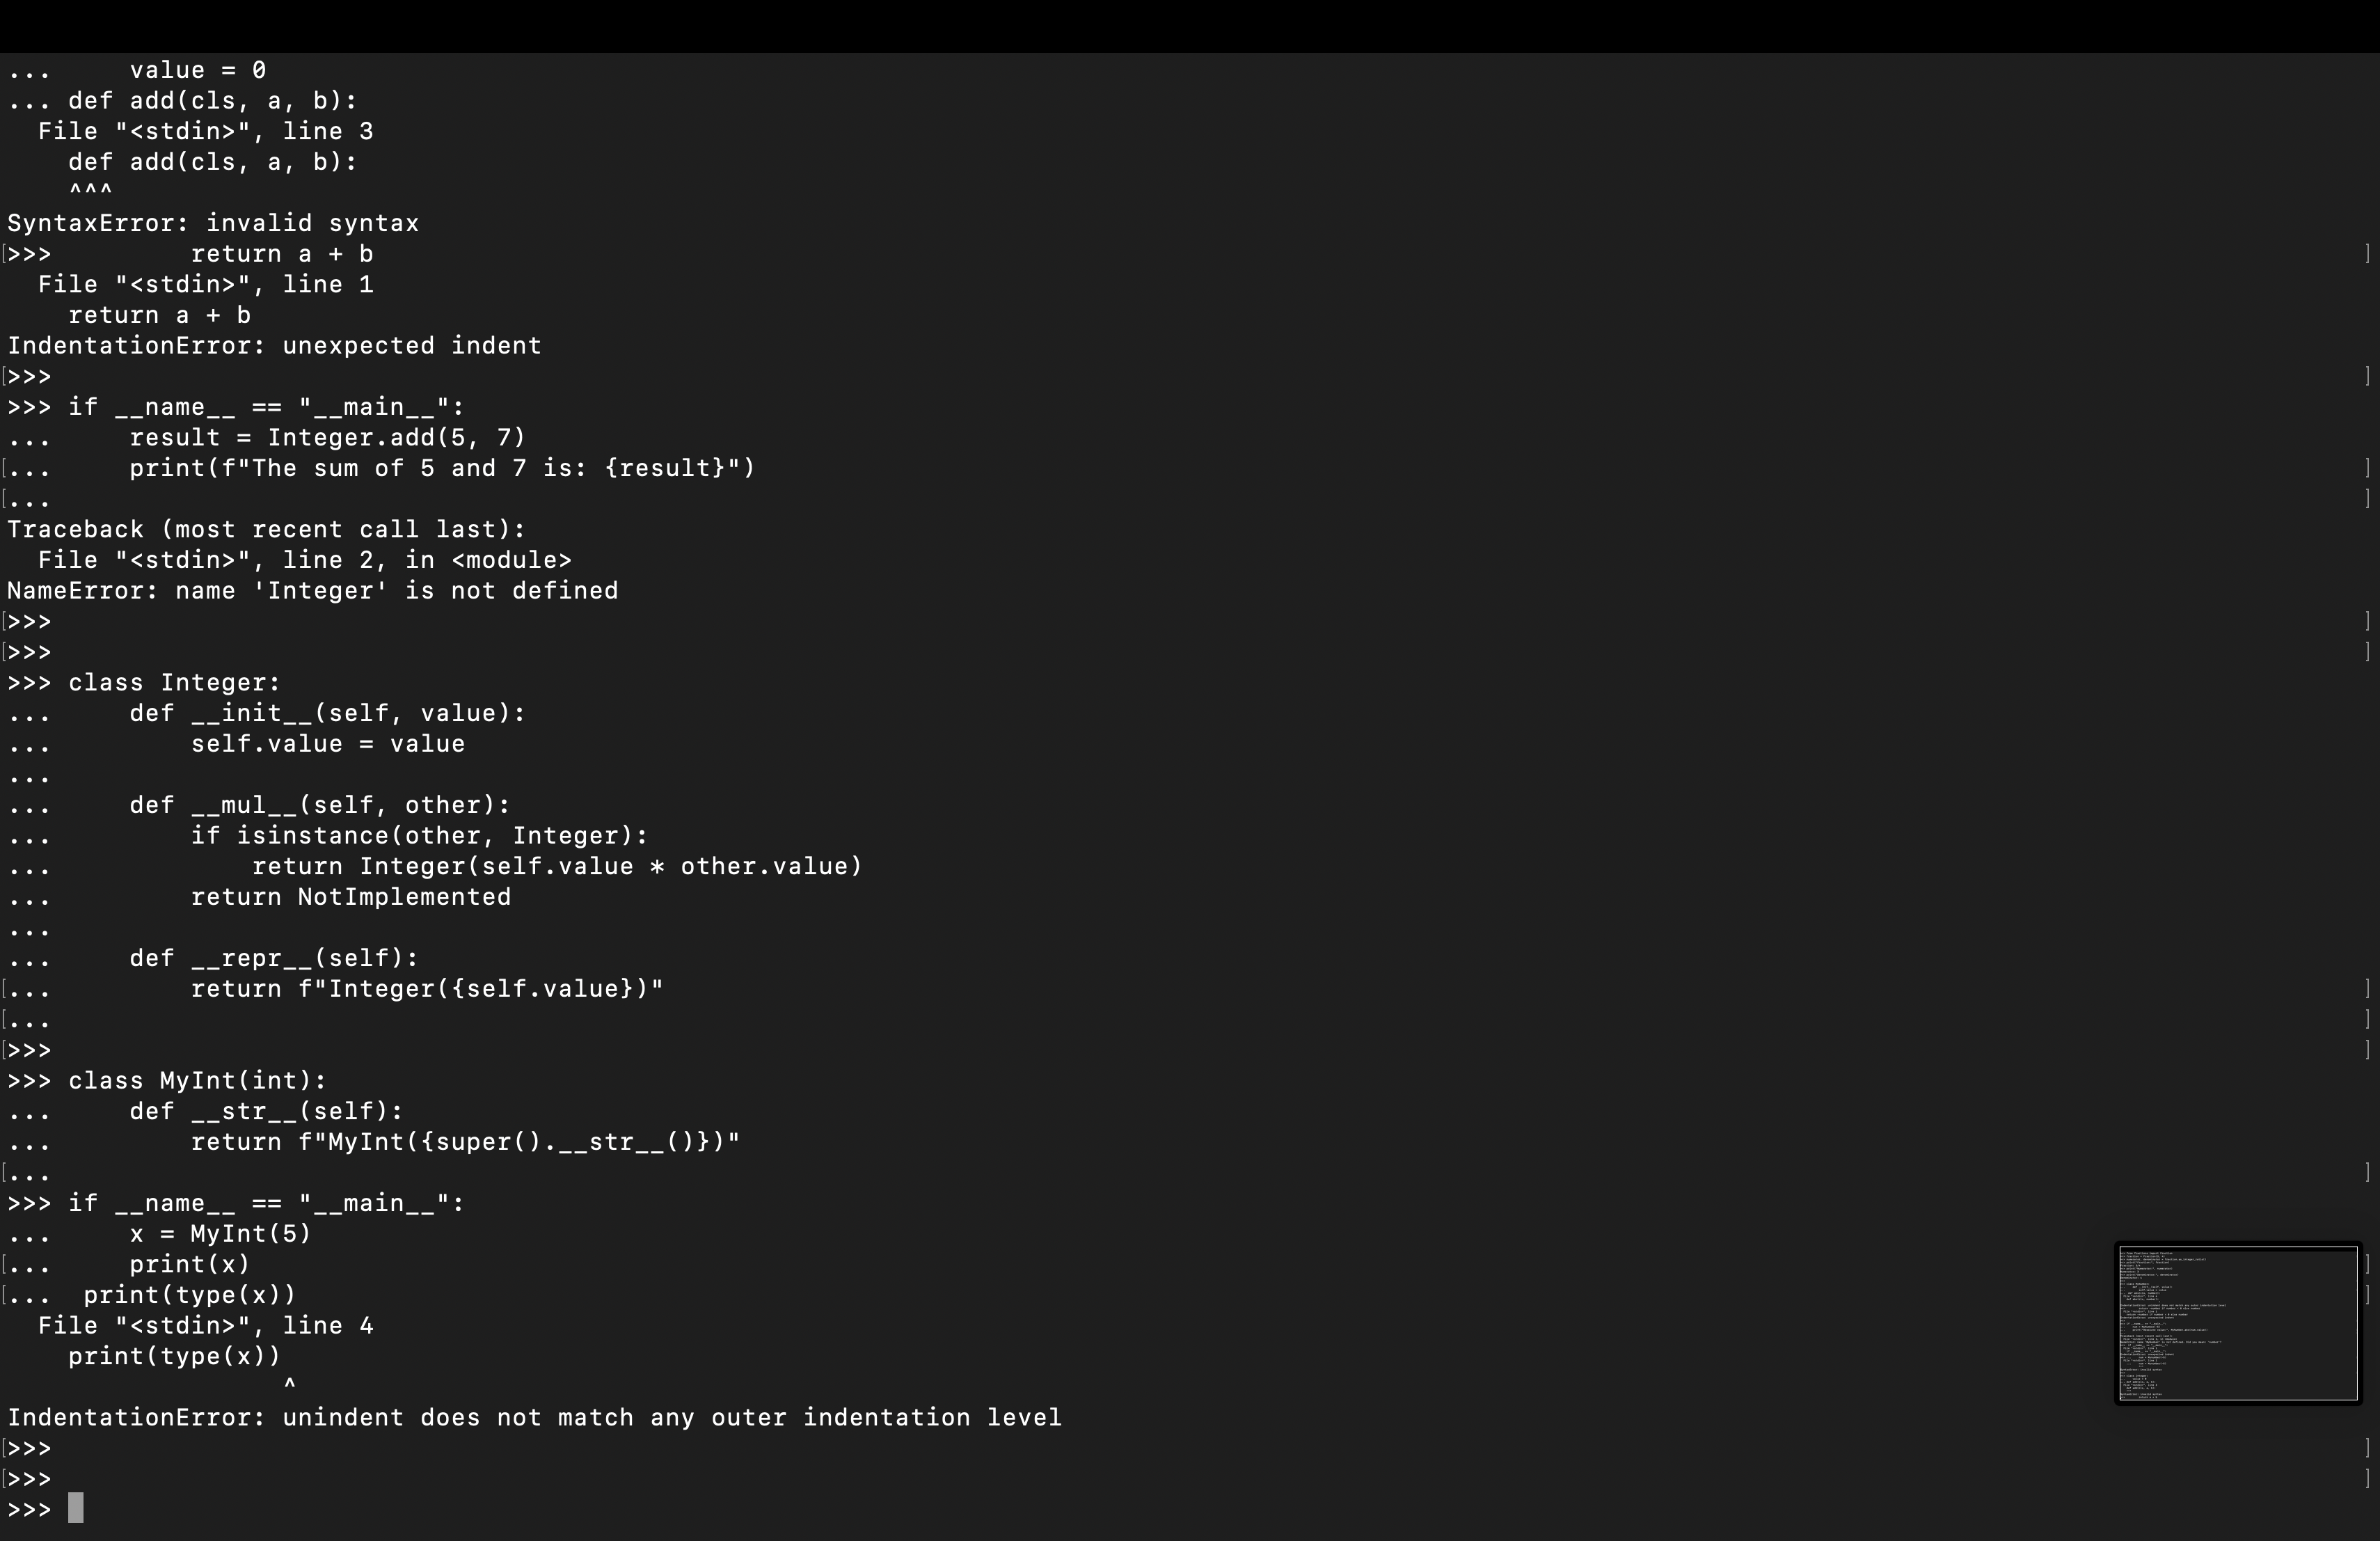 ...     value = 0
... def add(cls, a, b):
  File "<stdin>", line 3
    def add(cls, a, b):
    ^^^
SyntaxError: invalid syntax
[>>>         return a + b ]
  File "<stdin>", line 1
    return a + b
IndentationError: unexpected indent
[>>> ]
>>> if __name__ == "__main__":
...     result = Integer.add(5, 7)
[...     print(f"The sum of 5 and 7 is: {result}") ]
[... ]
Traceback (most recent call last):
  File "<stdin>", line 2, in <module>
NameError: name 'Integer' is not defined
[>>> ]
[>>> ]
>>> class Integer:
...     def __init__(self, value):
...         self.value = value
...
...     def __mul__(self, other):
...         if isinstance(other, Integer):
...             return Integer(self.value * other.value)
...         return NotImplemented
...
...     def __repr__(self):
[...         return f"Integer({self.value})" ]
[... ]
[>>> ]
>>> class MyInt(int):
...     def __str__(self):
...         return f"MyInt({super().__str__()})"
[... ]
>>> if __name__ == "__main__":
...     x = MyInt(5)
[...     print(x) ]
[...  print(type(x)) ]
  File "<stdin>", line 4
    print(type(x))
                  ^
IndentationError: unindent does not match any outer indentation level
[>>> ]
[>>> ]
>>>